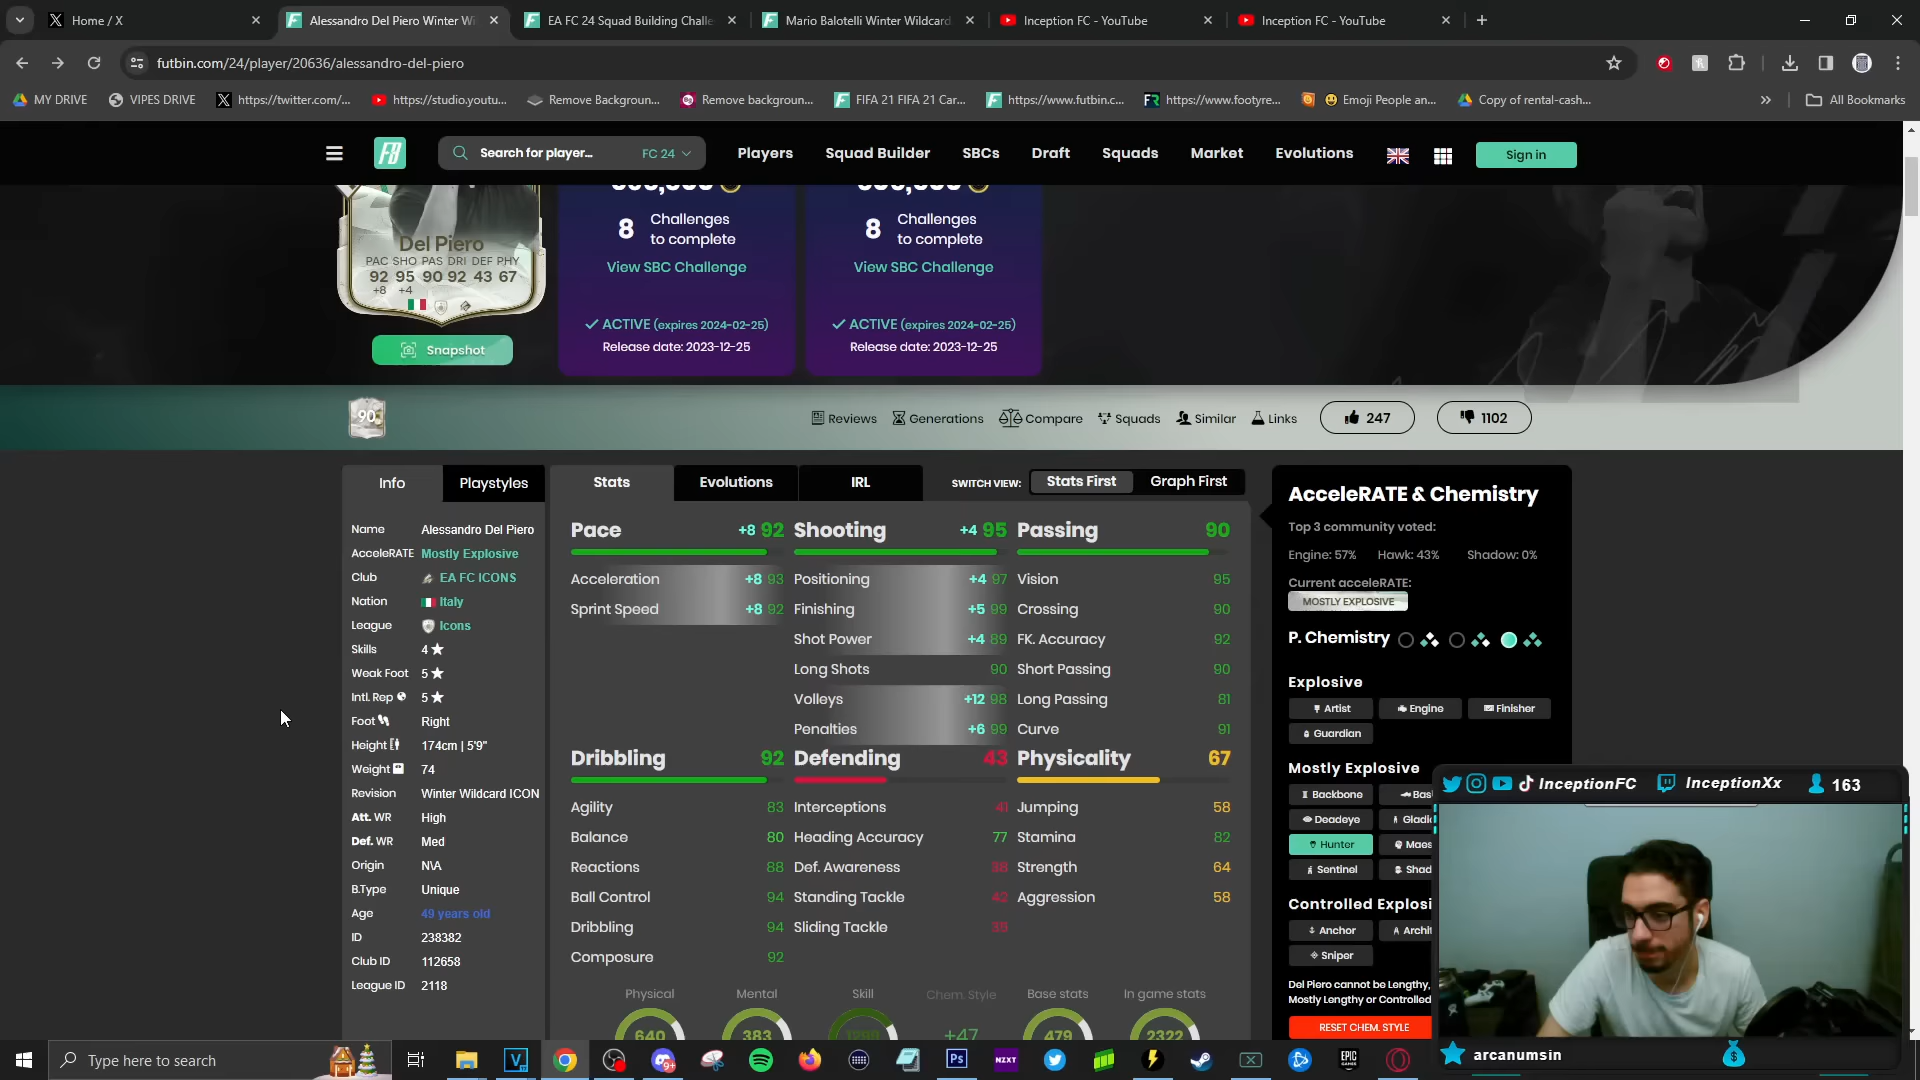 Home / X
Alessandro Del Piero Winter Wi
EA FC 24 Squad Building Challe
Mario Balotelli Winter Wildcard
Inception FC - YouTube
Inception FC - YouTube
futbin.com/24/player/20636/alessandro-del-piero
MY DRIVE
VIPES DRIVE
https://twitter.com/...
https://studio.youtu...
Remove Backgroun...
Remove backgroun...
FIFA 21 FIFA 21 Car...
https://www.futbin.c...
https://www.footyre...
Emoji People an...
Copy of rental-cash...
All Bookmarks
Search for player...
FC 24
Players
Squad Builder
SBCs
Draft
Squads
Market
Evolutions
Sign in
Del Piero
PAC SHO PAS DRI DEF PHY
92 95 90 92 43 67
+8 +4
Snapshot
8 Challenges to complete
View SBC Challenge
ACTIVE (expires 2024-02-25)
Release date: 2023-12-25
8 Challenges to complete
View SBC Challenge
ACTIVE (expires 2024-02-25)
Release date: 2023-12-25
90
Reviews
Generations
Compare
Squads
Similar
Links
247
1102
Info
Playstyles
Name Alessandro Del Piero
AcceleRATE Mostly Explosive
Club EA FC ICONS
Nation Italy
League Icons
Skills 4
Weak Foot 5
Intl. Rep 5
Foot Right
Height 174cm | 5'9"
Weight 74
Revision Winter Wildcard ICON
Att. WR High
Def. WR Med
Origin N\A
B.Type Unique
Age 49 years old
ID 238382
Club ID 112658
League ID 2118
Stats
Evolutions
IRL
SWITCH VIEW:
Stats First
Graph First
Pace +8 92
Acceleration +8 93
Sprint Speed +8 92
Shooting +4 95
Positioning +4 97
Finishing +5 99
Shot Power +4 89
Long Shots 90
Volleys +12 98
Penalties +6 99
Passing 90
Vision 95
Crossing 90
FK. Accuracy 92
Short Passing 90
Long Passing 81
Curve 91
Dribbling 92
Agility 83
Balance 80
Reactions 88
Ball Control 94
Dribbling 94
Composure 92
Defending 43
Interceptions 41
Heading Accuracy 77
Def. Awareness 38
Standing Tackle 42
Sliding Tackle 35
Physicality 67
Jumping 58
Stamina 82
Strength 64
Aggression 58
Physical
Mental
Skill
Chem. Style
Base stats
In game stats
640
383
1299
+47
479
2322
AcceleRATE & Chemistry
Top 3 community voted:
Engine: 57% Hawk: 43% Shadow: 0%
Current acceleRATE:
MOSTLY EXPLOSIVE
P. Chemistry
Explosive
Artist
Engine
Finisher
Guardian
Mostly Explosive
Backbone
Bas
Deadeye
Gladi
Hunter
Maes
Sentinel
Shad
Controlled Explosi
Anchor
Archi
Sniper
Del Piero cannot be Lengthy,
Mostly Lengthy or Controlled
RESET CHEM. STYLE
InceptionFC
InceptionXx
163
arcanumsin
Type here to search
9+
Ps
NZXT
EPIC
GAMES